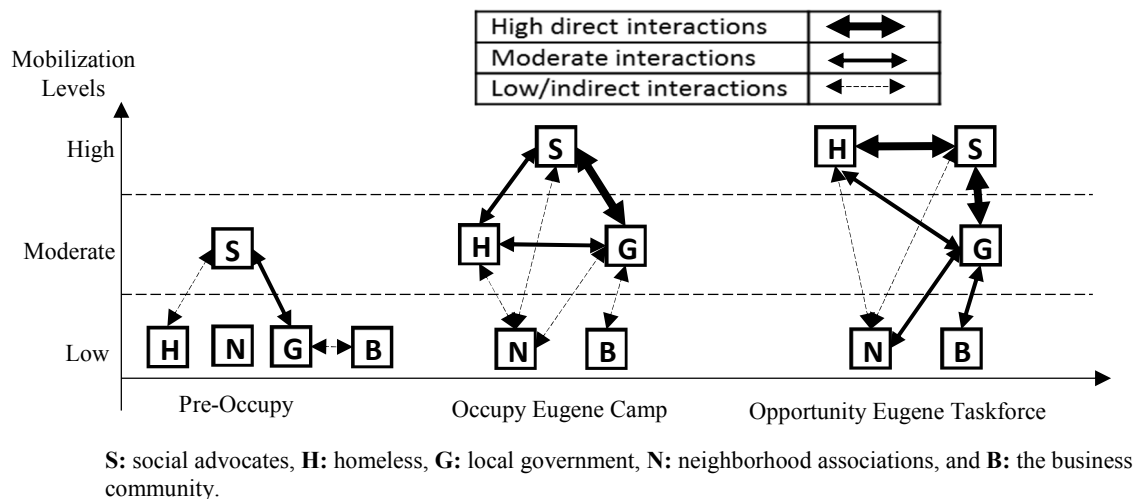 High direct interactions
Mobilization
Levels
Moderate interactions
Low/indirect interactions
High
S
H
S
Moderate
S
H
G
G
Low
H
N
G
B
N
B
N
B
Pre-Occupy
Occupy Eugene Camp
Opportunity Eugene Taskforce
S: social advocates, H: homeless, G: local government, N: neighborhood associations, and B: the business
community.